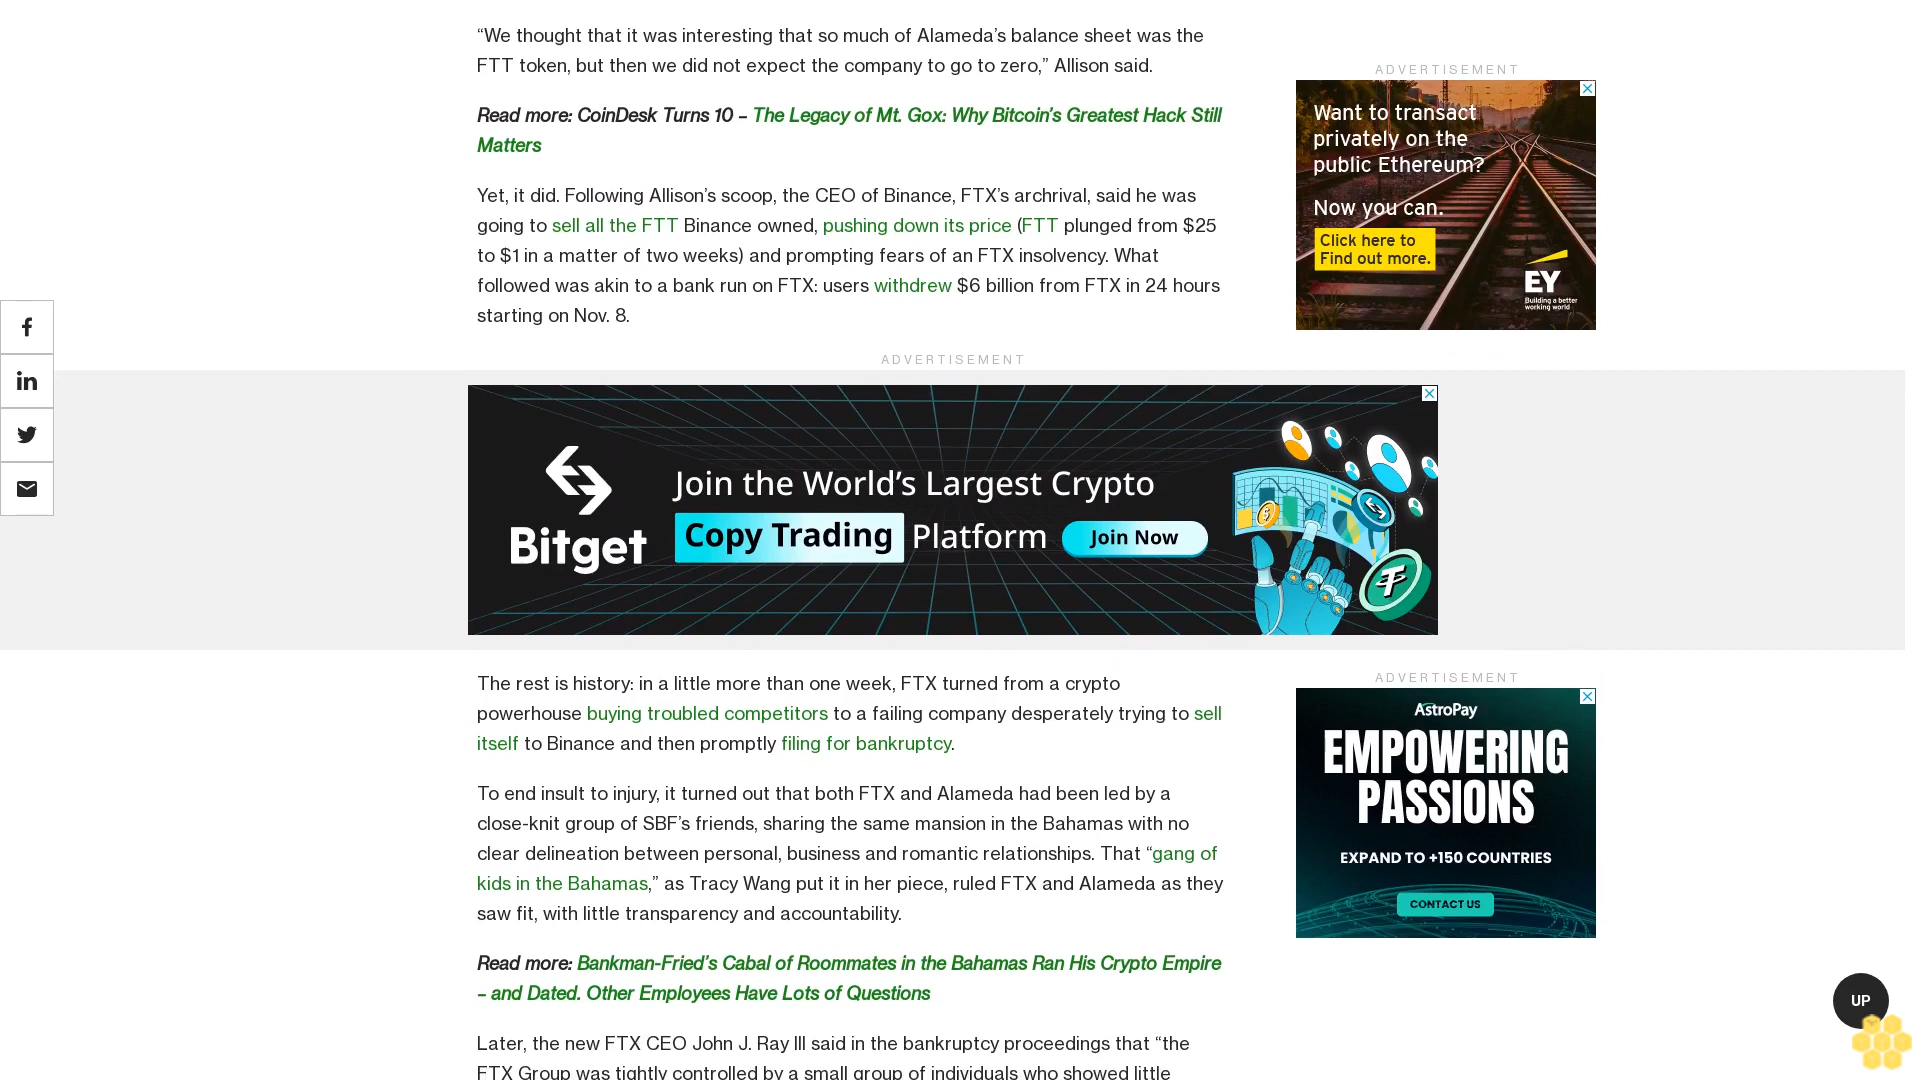 “We thought that it was interesting that so much of Alameda’s balance sheet was the
FTT token, but then we did not expect the company to go to zero,” Allison said.
Read more: CoinDesk Turns 10 – The Legacy of Mt. Gox: Why Bitcoin’s Greatest Hack Still
Matters
Yet, it did. Following Allison’s scoop, the CEO of Binance, FTX’s archrival, said he was
going to sell all the FTT Binance owned, pushing down its price (FTT plunged from $25
to $1 in a matter of two weeks) and prompting fears of an FTX insolvency. What
followed was akin to a bank run on FTX: users withdrew $6 billion from FTX in 24 hours
starting on Nov. 8.
ADVERTISEMENT
Want to transact
privately on the
public Ethereum?
Now you can.
Click here to
Find out more.
EY
Building a better
working world
ADVERTISEMENT
Bitget
Join the World’s Largest Crypto
Copy Trading Platform Join Now
The rest is history: in a little more than one week, FTX turned from a crypto
powerhouse buying troubled competitors to a failing company desperately trying to sell
itself to Binance and then promptly filing for bankruptcy.
To end insult to injury, it turned out that both FTX and Alameda had been led by a
close-knit group of SBF’s friends, sharing the same mansion in the Bahamas with no
clear delineation between personal, business and romantic relationships. That “gang of
kids in the Bahamas,” as Tracy Wang put it in her piece, ruled FTX and Alameda as they
saw fit, with little transparency and accountability.
Read more: Bankman-Fried’s Cabal of Roommates in the Bahamas Ran His Crypto Empire
– and Dated. Other Employees Have Lots of Questions
Later, the new FTX CEO John J. Ray III said in the bankruptcy proceedings that “the
FTX Group was tightly controlled by a small group of individuals who showed little
ADVERTISEMENT
AstroPay
EMPOWERING
PASSIONS
EXPAND TO +150 COUNTRIES
CONTACT US
UP